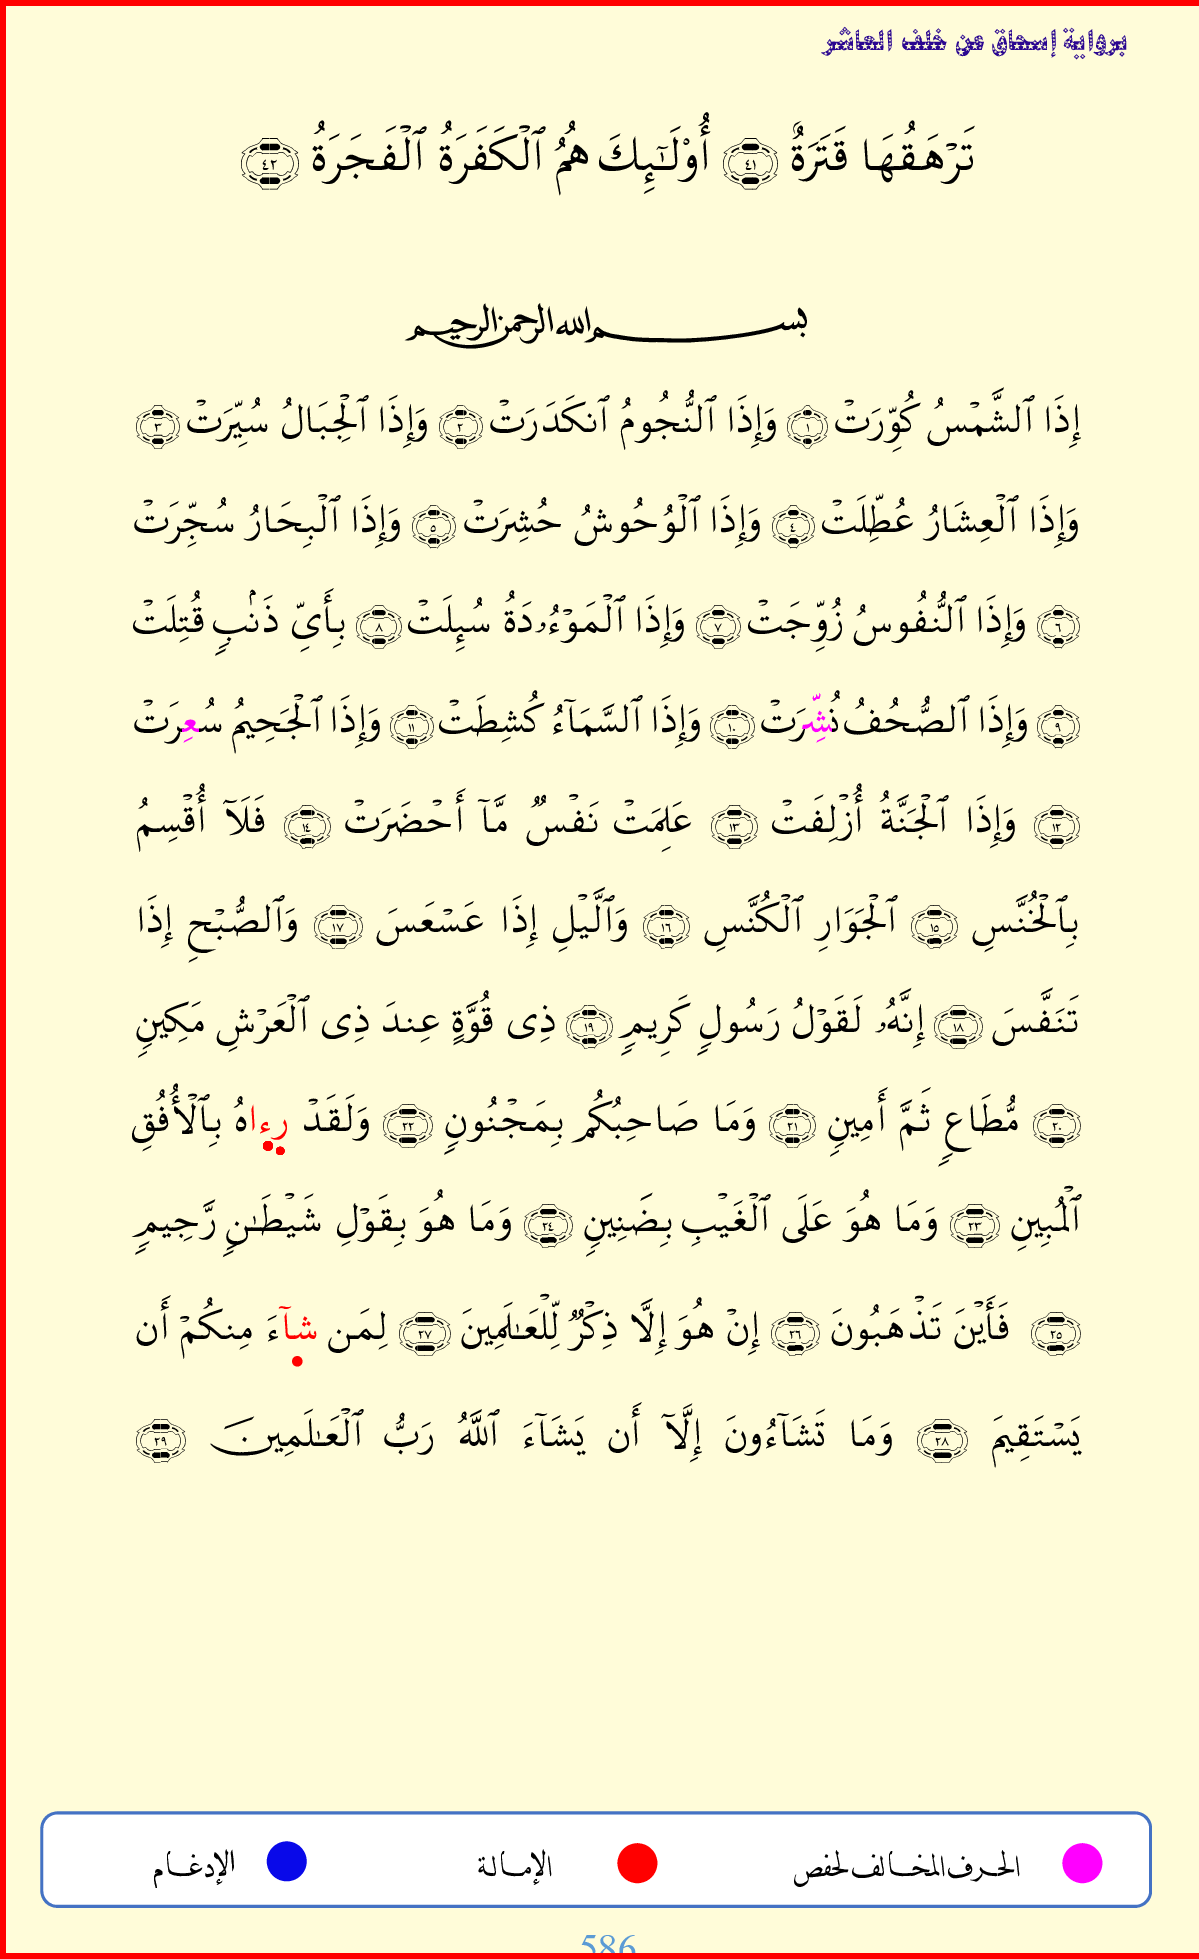 برواية إسحاق عن خلف العاشر
تَرْهَقُهَا قَتَرَةٌ ٤١ أُوْلَٰٓئِكَ هُمُ ٱلْكَفَرَةُ ٱلْفَجَرَةُ ٤٢
بسم الله الرحمن الرحيم
إِذَا ٱلشَّمْسُ كُوِّرَتْ ١ وَإِذَا ٱلنُّجُومُ ٱنكَدَرَتْ ٢ وَإِذَا ٱلْجِبَالُ سُيِّرَتْ ٣
وَإِذَا ٱلْعِشَارُ عُطِّلَتْ ٤ وَإِذَا ٱلْوُحُوشُ حُشِرَتْ ٥ وَإِذَا ٱلْبِحَارُ سُجِّرَتْ
٦ وَإِذَا ٱلنُّفُوسُ زُوِّجَتْ ٧ وَإِذَا ٱلْمَوْءُۥدَةُ سُئِلَتْ ٨ بِأَىِّ ذَنۢبٍ قُتِلَتْ
٩ وَإِذَا ٱلصُّحُفُ نُشِّرَتْ ١٠ وَإِذَا ٱلسَّمَآءُ كُشِطَتْ ١١ وَإِذَا ٱلْجَحِيمُ سُعِرَتْ
١٢ وَإِذَا ٱلْجَنَّةُ أُزْلِفَتْ ١٣ عَلِمَتْ نَفْسٌ مَّآ أَحْضَرَتْ ١٤ فَلَآ أُقْسِمُ
بِٱلْخُنَّسِ ١٥ ٱلْجَوَارِ ٱلْكُنَّسِ ١٦ وَٱلَّيْلِ إِذَا عَسْعَسَ ١٧ وَٱلصُّبْحِ إِذَا
تَنَفَّسَ ١٨ إِنَّهُۥ لَقَوْلُ رَسُولٍ كَرِيمٍ ١٩ ذِى قُوَّةٍ عِندَ ذِى ٱلْعَرْشِ مَكِينٍ
٢٠ مُّطَاعٍ ثَمَّ أَمِينٍ ٢١ وَمَا صَاحِبُكُم بِمَجْنُونٍ ٢٢ وَلَقَدْ رِءاهُ بِٱلْأُفُقِ
ٱلْمُبِينِ ٢٣ وَمَا هُوَ عَلَى ٱلْغَيْبِ بِضَنِينٍ ٢٤ وَمَا هُوَ بِقَوْلِ شَيْطَٰنٍ رَّجِيمٍ
٢٥ فَأَيْنَ تَذْهَبُونَ ٢٦ إِنْ هُوَ إِلَّا ذِكْرٌ لِّلْعَٰلَمِينَ ٢٧ لِمَن شَآءَ مِنكُمْ أَن
يَسْتَقِيمَ ٢٨ وَمَا تَشَآءُونَ إِلَّآ أَن يَشَآءَ ٱللَّهُ رَبُّ ٱلْعَٰلَمِينَ ٢٩
الحرف المخالف لحفص الإمالة الإدغام
586